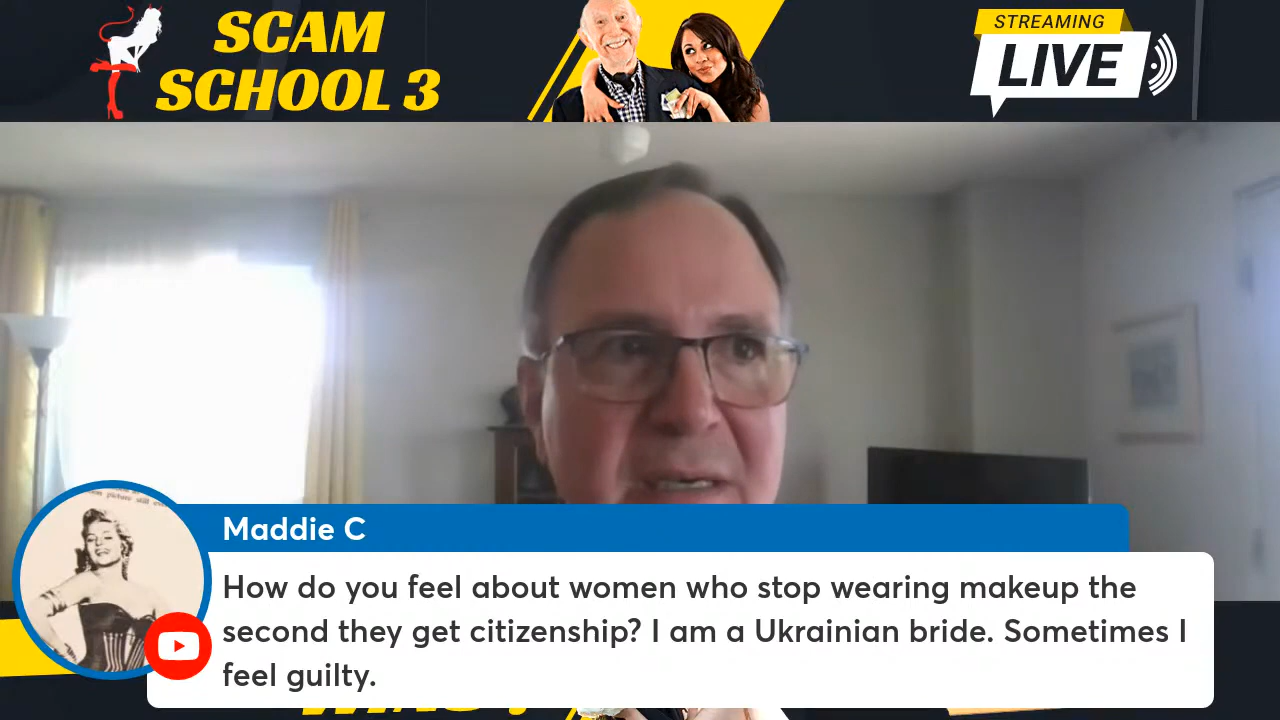 SCAM
SCHOOL 3
STREAMING
LIVE
Maddie C
How do you feel about women who stop wearing makeup the
second they get citizenship? I am a Ukrainian bride. Sometimes I
feel guilty.